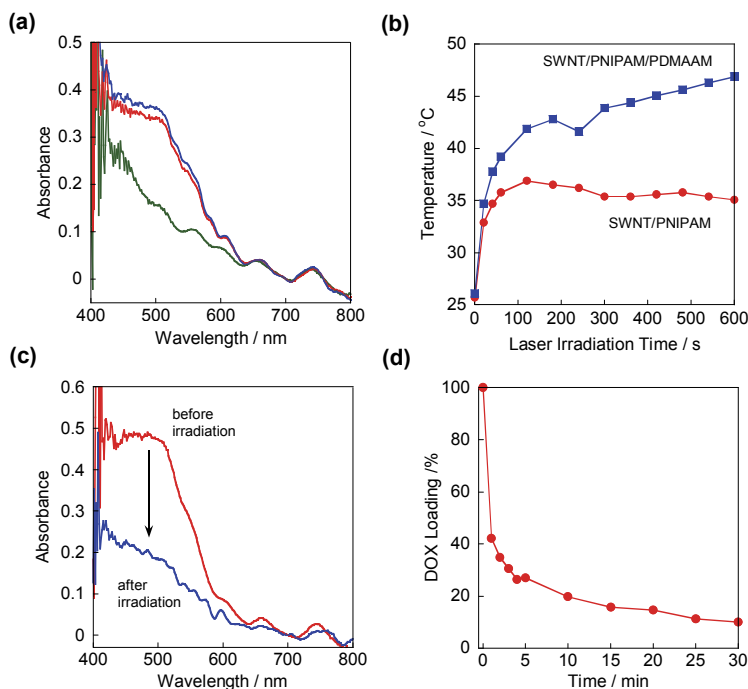 (a)
0.5
0.4
0.3
0.2
0.1
0
Absorbance
400 500 600 700 800
Wavelength / nm
(b)
50
45
40
35
30
25
Temperature / °C
SWNT/PNIPAM/PDMAAM
SWNT/PNIPAM
0 100 200 300 400 500 600
Laser Irradiation Time / s
(c)
0.6
0.5
0.4
0.3
0.2
0.1
0
Absorbance
before
irradiation
after
irradiation
400 500 600 700 800
Wavelength / nm
(d)
100
80
60
40
20
0
DOX Loading /%
0 5 10 15 20 25 30
Time / min